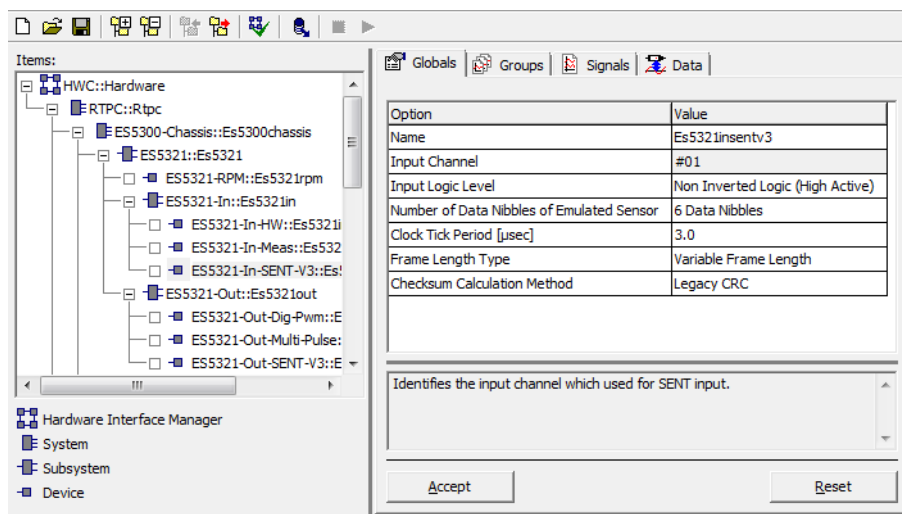 Items:
HWC::Hardware
RTPC::Rtpc
ES5300-Chassis::Es5300chassis
ES5321::Es5321
ES5321-RPM::Es5321rpm
ES5321-In::Es5321in
ES5321-In-HW::Es5321i
ES5321-In-Meas::Es532
ES5321-In-SENT-V3::Es!
ES5321-Out::Es5321out
ES5321-Out-Dig-Pwm::E
ES5321-Out-Multi-Pulse:
ES5321-Out-SENT-V3::E
Hardware Interface Manager
System
Subsystem
Device
Globals Groups Signals Data
Option Value
Name Es5321insentv3
Input Channel #01
Input Logic Level Non Inverted Logic (High Active)
Number of Data Nibbles of Emulated Sensor 6 Data Nibbles
Clock Tick Period [µsec] 3.0
Frame Length Type Variable Frame Length
Checksum Calculation Method Legacy CRC
Identifies the input channel which used for SENT input.
Accept Reset